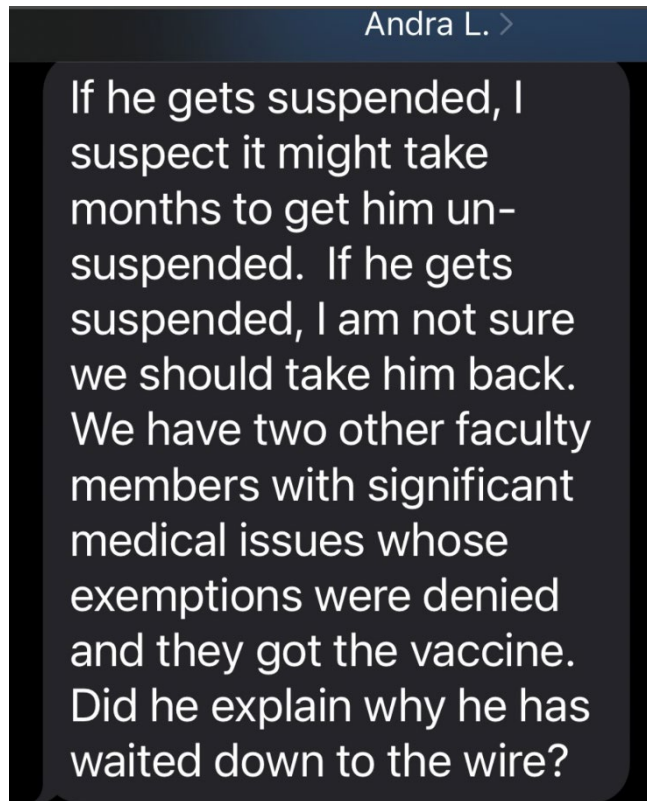 Andra L. >
If he gets suspended, I
suspect it might take
months to get him un-
suspended.  If he gets
suspended, I am not sure
we should take him back.
We have two other faculty
members with significant
medical issues whose
exemptions were denied
and they got the vaccine.
Did he explain why he has
waited down to the wire?